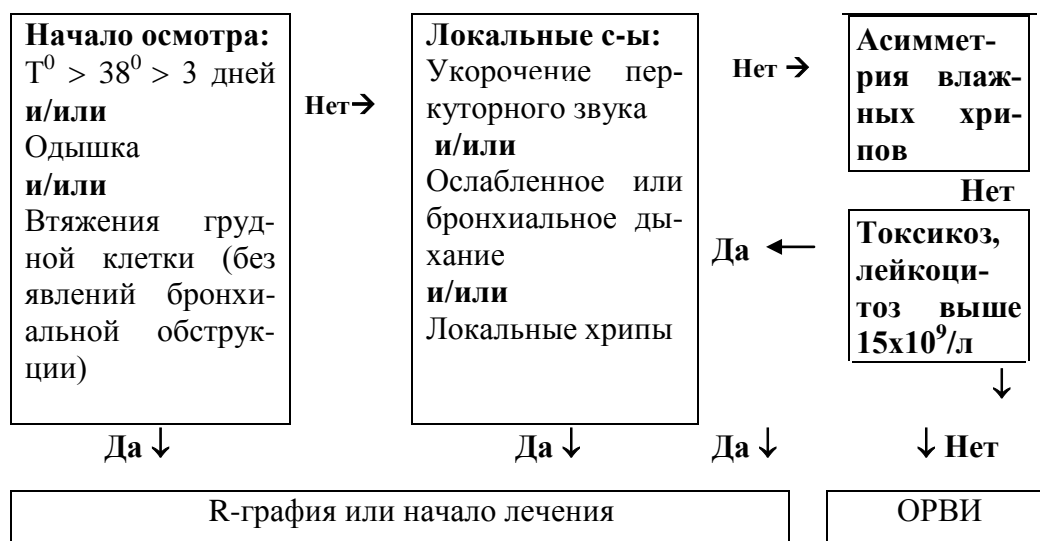 Начало осмотра:
T⁰ > 38⁰ > 3 дней
и/или
Одышка
и/или
Втяжения груд-
ной клетки (без
явлений бронхи-
альной обструк-
ции)
Нет→
Локальные с-ы:
Укорочение пер-
куторного звука
и/или
Ослабленное или
бронхиальное ды-
хание
и/или
Локальные хрипы
Нет →
Асиммет-
рия влаж-
ных хри-
пов
Нет
Да ←
Токсикоз,
лейкоци-
тоз выше
15х10⁹/л
↓
Да ↓
Да ↓
Да ↓
↓ Нет
R-графия или начало лечения
ОРВИ